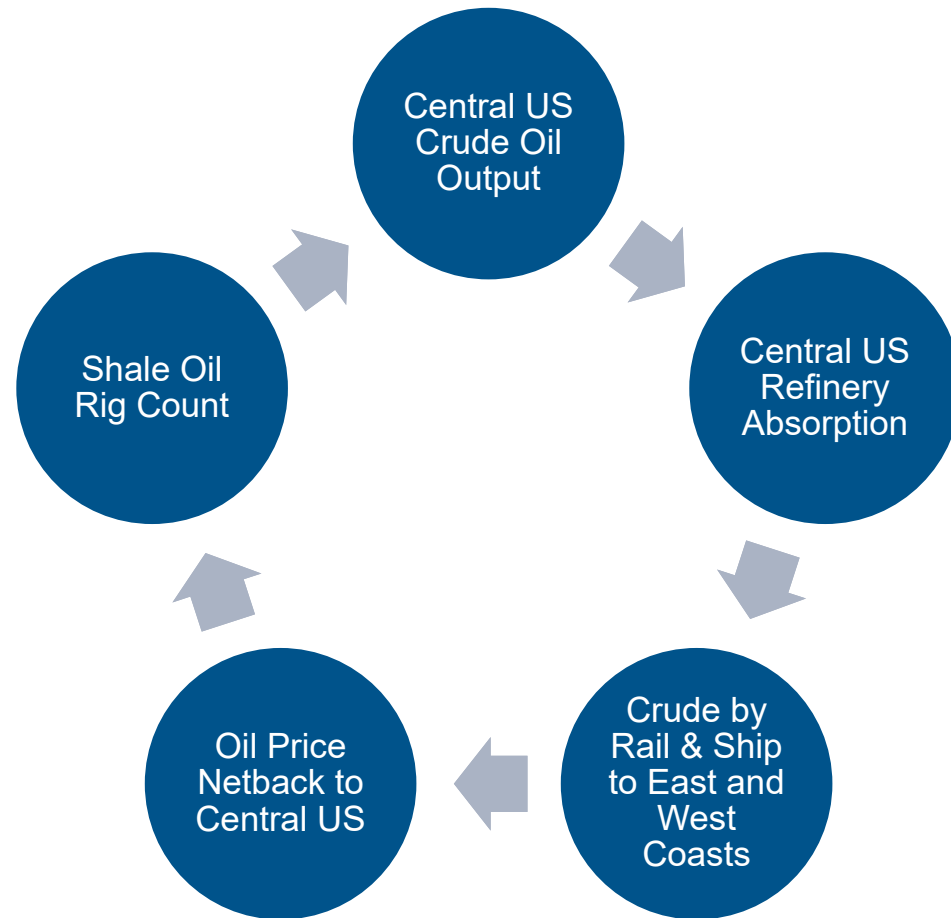 Central US
Crude Oil
Output
Central US
Refinery
Absorption
Crude by
Rail & Ship
to East and
West
Coasts
Oil Price
Netback to
Central US
Shale Oil
Rig Count